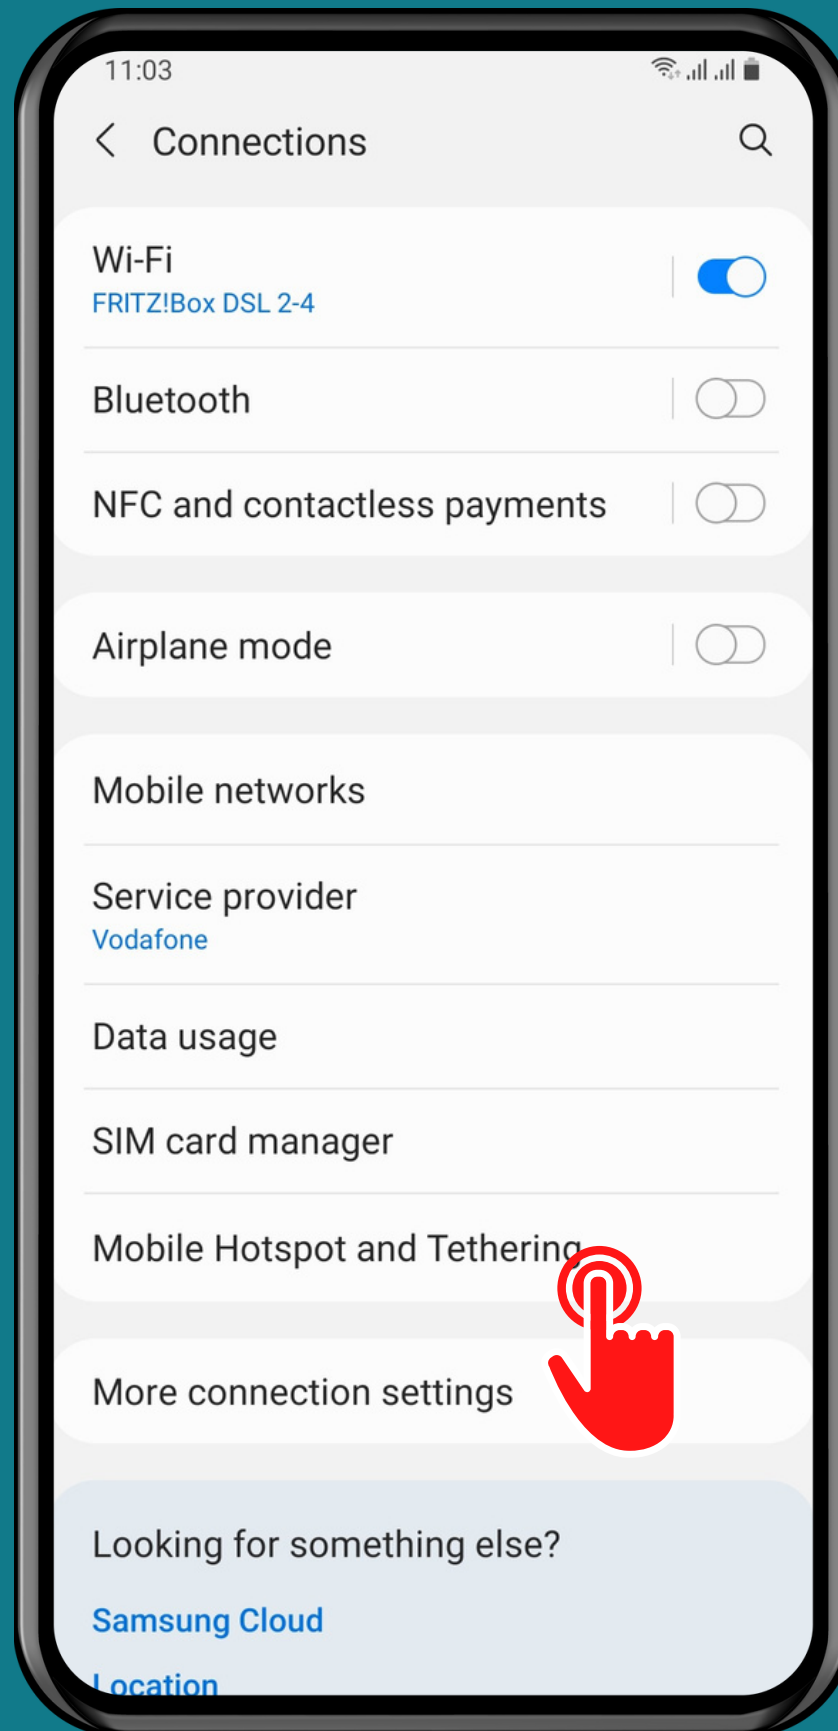 11:03
Connections
Wi-Fi
FRITZ!Box DSL 2-4
Bluetooth
NFC and contactless payments
Airplane mode
Mobile networks
Service provider
Vodafone
Data usage
SIM card manager
Mobile Hotspot and Tethering
More connection settings
Looking for something else?
Samsung Cloud
Location